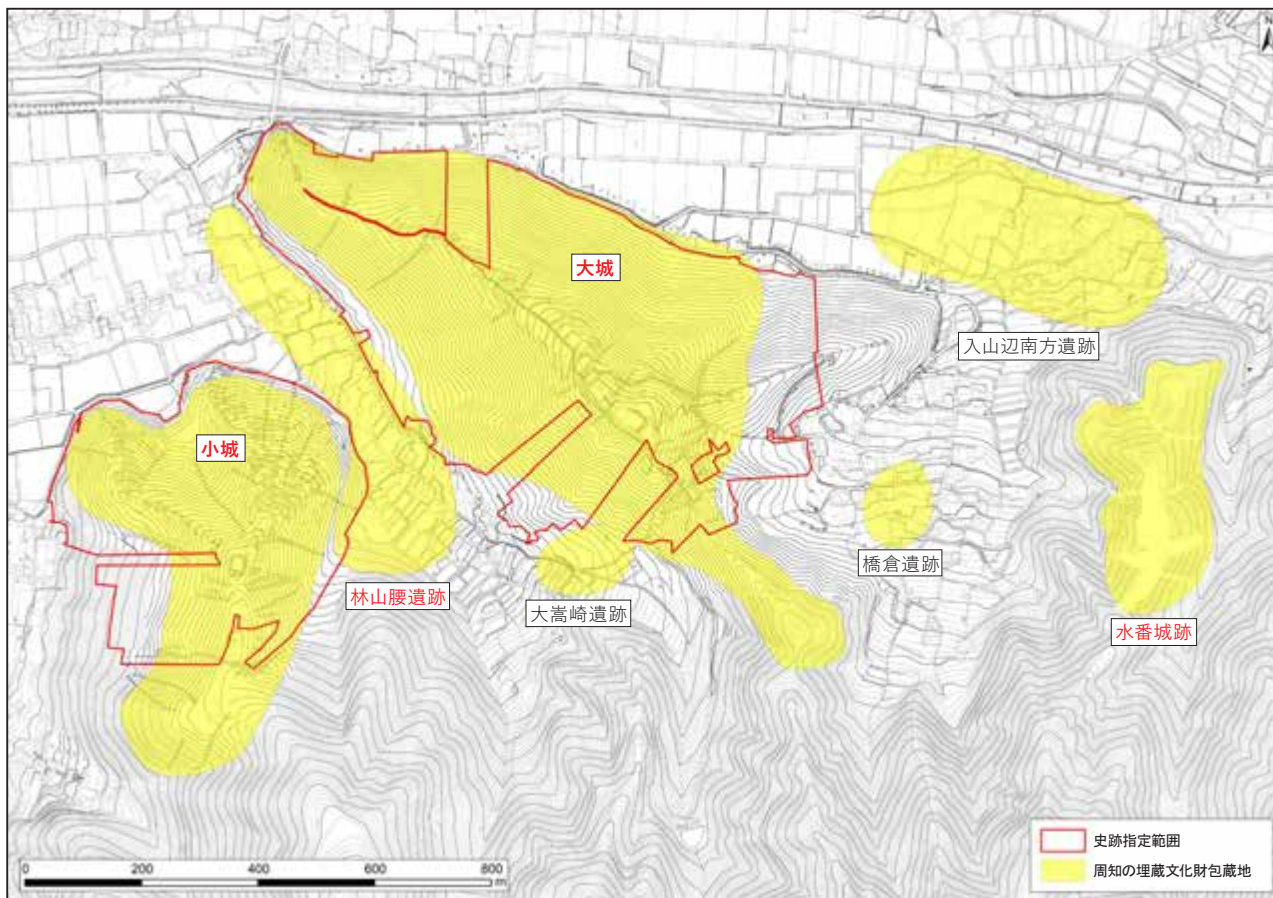 大城
入山辺南方遺跡
小城
橋倉遺跡
林山腰遺跡
大嵩崎遺跡
水番城跡
史跡指定範囲
周知の埋蔵文化財包蔵地
0 200 400 600 800
m